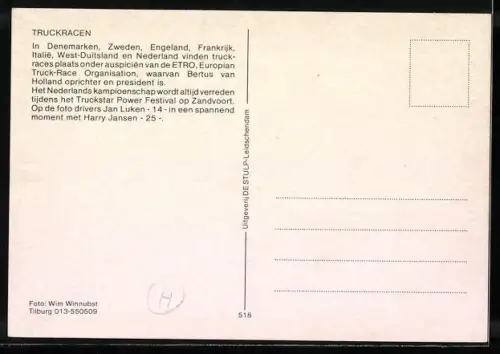 TRUCKRACEN
In Denemarken, Zweden, Engeland, Frankrijk,
Italië, West-Duitsland en Nederland vinden truck-
races plaats onder auspiciën van de ETRO, Europian
Truck-Race Organisation, waarvan Bertus van
Holland oprichter en president is.
Het Nederlands kampioenschap wordt altijd verreden
tijdens het Truckstar Power Festival op Zandvoort.
Op de foto drivers Jan Luken - 14 - in een spannend
moment met Harry Jansen - 25 -.
Foto: Wim Winnubst
Tilburg 013-550509
H
Uitgeverij DE STULP-Leidschendam
518